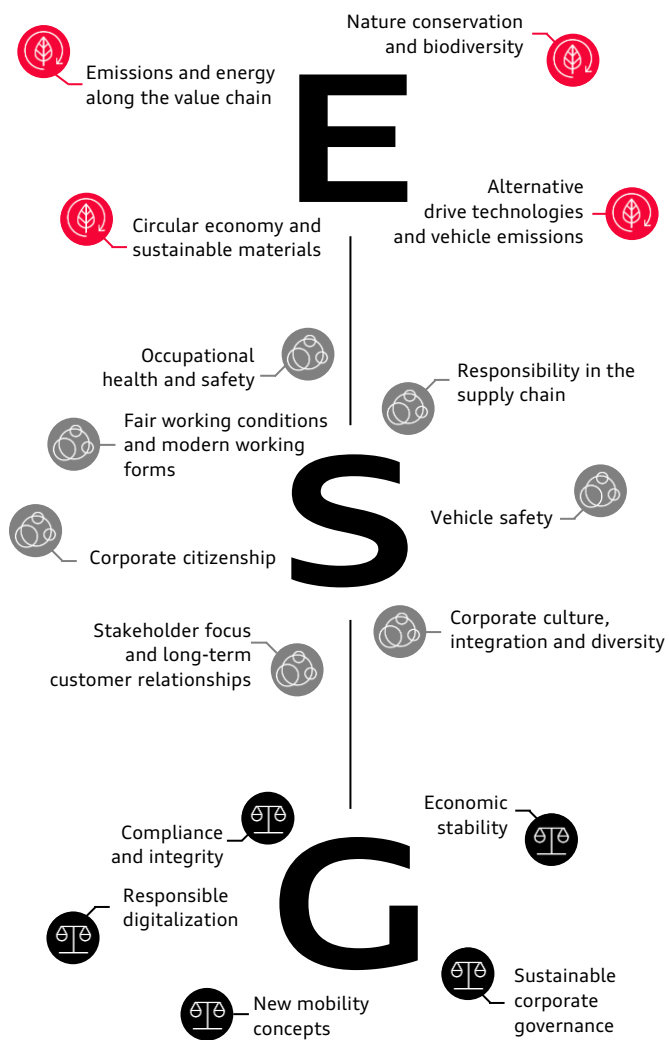 Nature conservation
and biodiversity
Emissions and energy
along the value chain
E
Alternative
drive technologies
and vehicle emissions
Circular economy and
sustainable materials
Occupational
health and safety
Responsibility in the
supply chain
Fair working conditions
and modern working
forms
S
Vehicle safety
Corporate citizenship
Corporate culture,
integration and diversity
Stakeholder focus
and long-term
customer relationships
Economic
stability
Compliance
and integrity
G
Responsible
digitalization
Sustainable
corporate
governance
New mobility
concepts